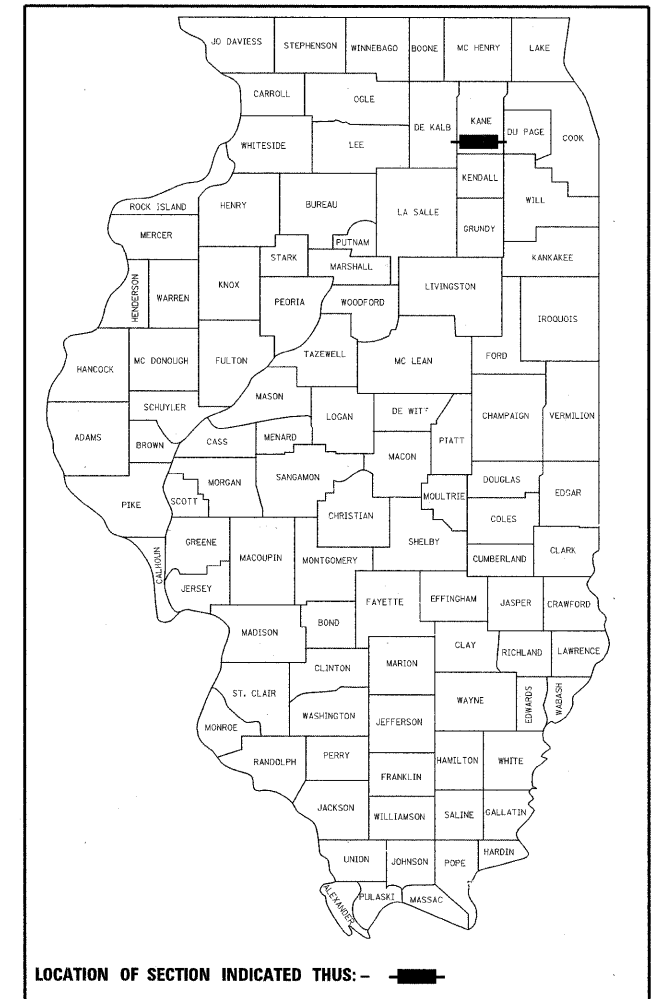 JO DAVIESS
STEPHENSON
WINNEBAGO
BOONE
MC HENRY
LAKE
CARROLL
OGLE
DE KALB
KANE
DU PAGE
COOK
WHITESIDE
LEE
KENDALL
WILL
ROCK ISLAND
HENRY
BUREAU
LA SALLE
GRUNDY
MERCER
PUTNAM
STARK
MARSHALL
KANKAKEE
HENDERSON
WARREN
KNOX
PEORIA
WOODFORD
LIVINGSTON
IROQUOIS
HANCOCK
MC DONOUGH
FULTON
TAZEWELL
MC LEAN
FORD
SCHUYLER
MASON
LOGAN
DE WITT
CHAMPAIGN
VERMILION
ADAMS
BROWN
CASS
MENARD
MACON
PIATT
PIKE
SCOTT
MORGAN
SANGAMON
CHRISTIAN
MOULTRIE
DOUGLAS
EDGAR
COLES
CALHOUN
GREENE
MACOUPIN
MONTGOMERY
SHELBY
CUMBERLAND
CLARK
JERSEY
FAYETTE
EFFINGHAM
JASPER
CRAWFORD
MADISON
BOND
CLAY
RICHLAND
LAWRENCE
CLINTON
MARION
ST. CLAIR
WAYNE
EDWARDS
WABASH
MONROE
WASHINGTON
JEFFERSON
RANDOLPH
PERRY
FRANKLIN
HAMILTON
WHITE
JACKSON
WILLIAMSON
SALINE
GALLATIN
UNION
JOHNSON
POPE
HARDIN
ALEXANDER
PULASKI
MASSAC
LOCATION OF SECTION INDICATED THUS: -